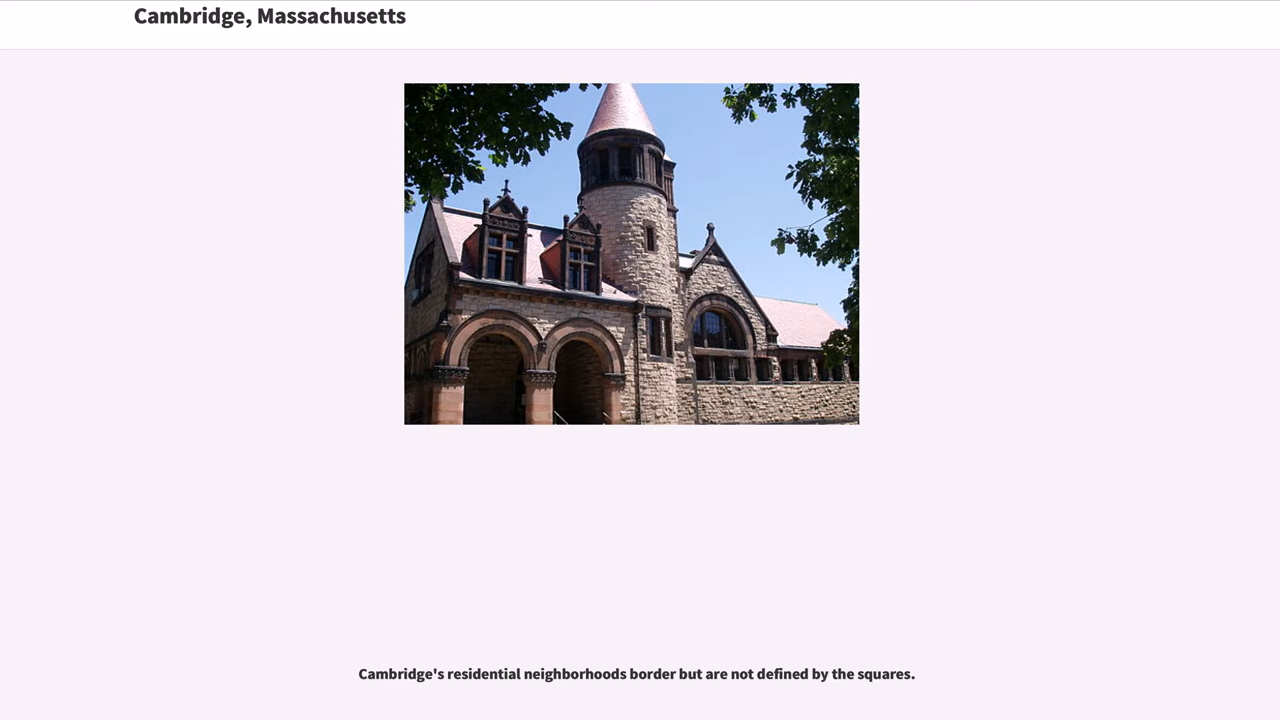 Cambridge, Massachusetts
Cambridge's residential neighborhoods border but are not defined by the squares.